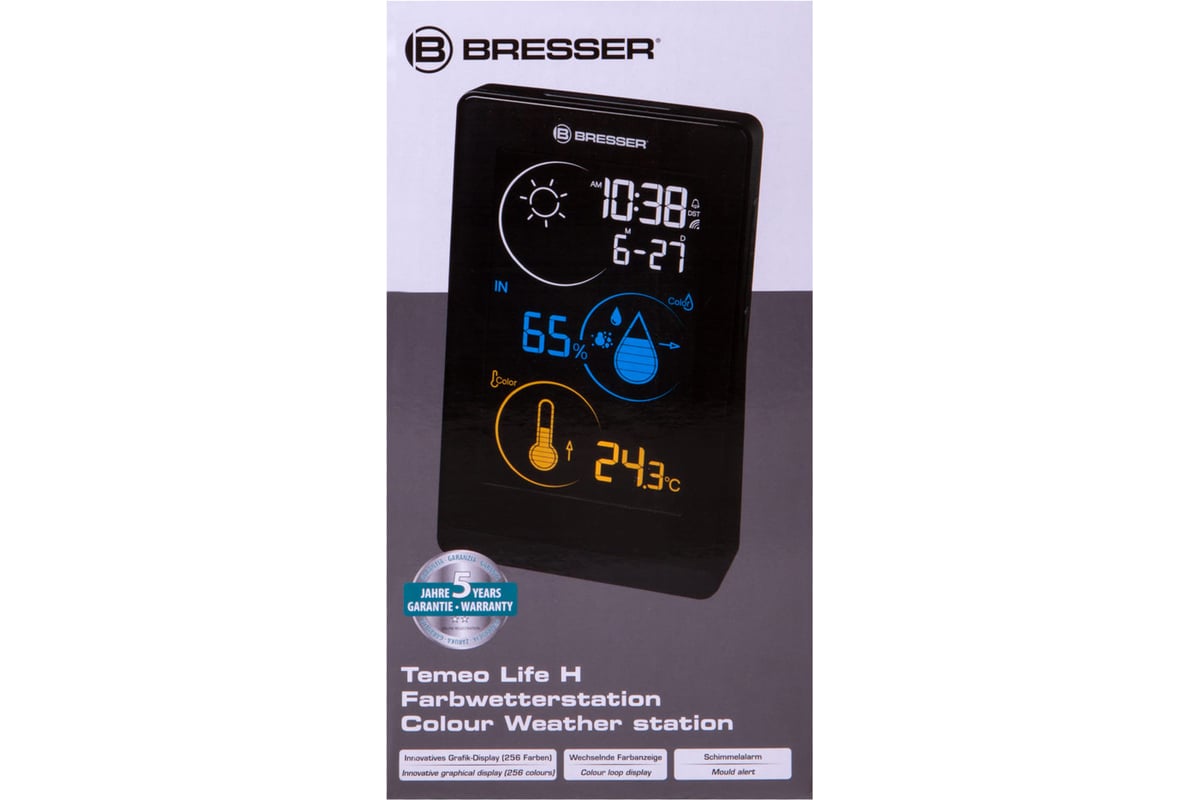 B BRESSER®
B BRESSER
AM 10:38
DST
M D
6-27
IN
Color
65%
Color
24.3°C
GARANZIA
JAHRE 5 YEARS
GARANTIE • WARRANTY
ZÁRUKA
Temeo Life H
Farbwetterstation
Colour Weather station
Innovatives Grafik-Display (256 Farben)
Innovative graphical display (256 colours)
Wechselnde Farbanzeige
Colour loop display
Schimmelalarm
Mould alert